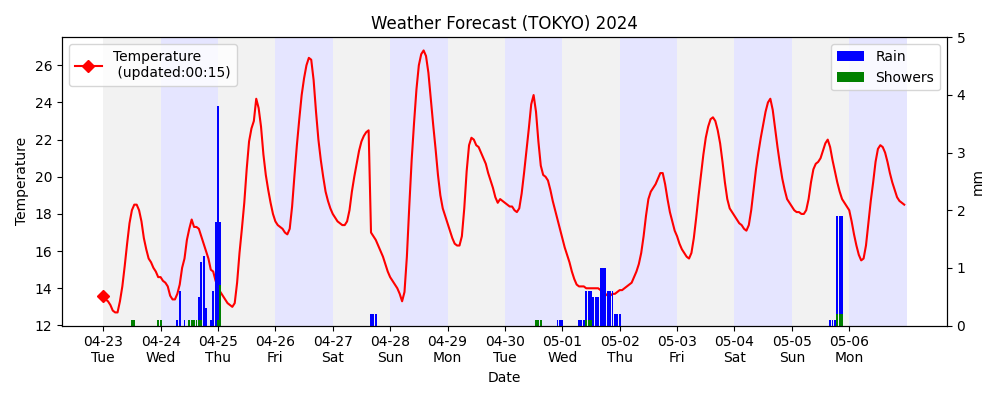 Weather Forecast (TOKYO) 2024
Temperature
(updated:00:15)
Rain
Showers
Temperature
26
24
22
20
18
16
14
12
5
4
3
2
1
0
mm
04-23 04-24 04-25 04-26 04-27 04-28 04-29 04-30 05-01 05-02 05-03 05-04 05-05 05-06
Tue Wed Thu Fri Sat Sun Mon Tue Wed Thu Fri Sat Sun Mon
Date